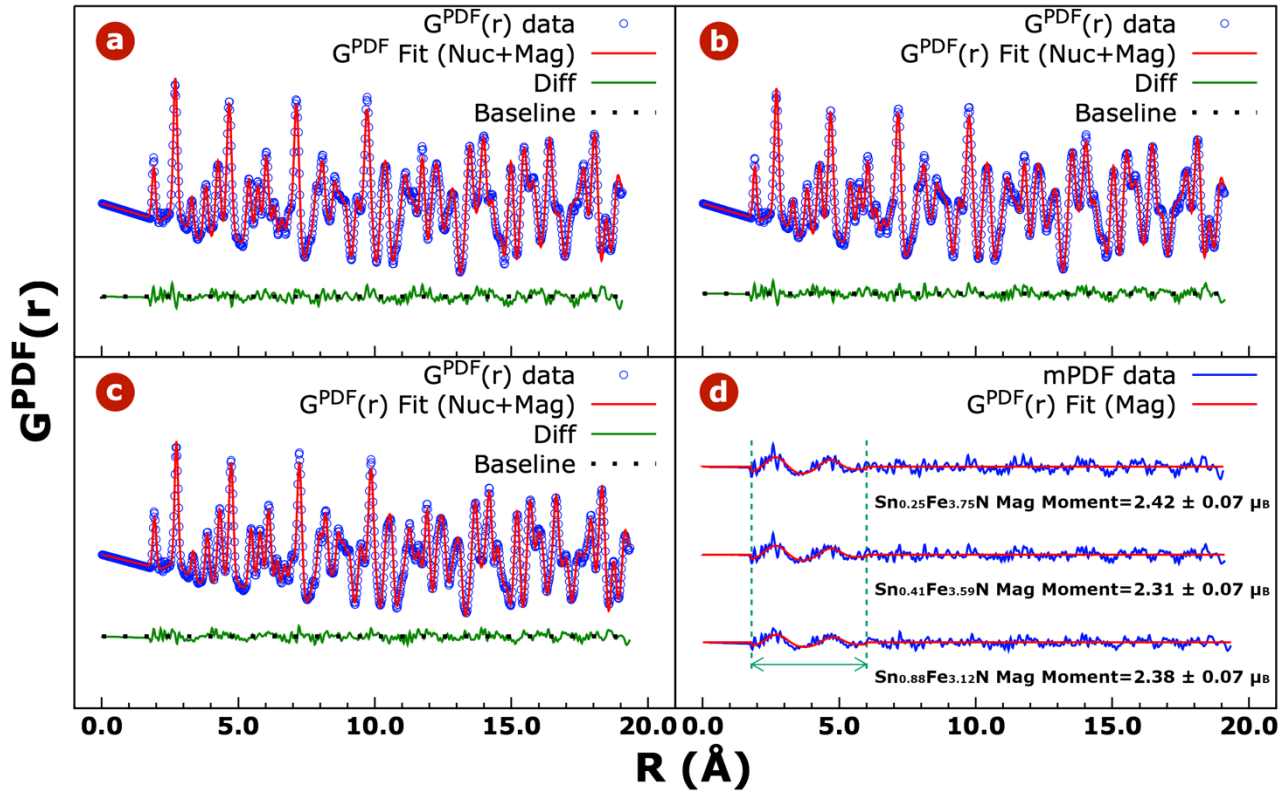 a
G^PDF(r) data
G^PDF Fit (Nuc+Mag)
Diff
Baseline
b
G^PDF(r) data
G^PDF(r) Fit (Nuc+Mag)
Diff
Baseline
c
G^PDF(r) data
G^PDF(r) Fit (Nuc+Mag)
Diff
Baseline
d
mPDF data
G^PDF(r) Fit (Mag)
Sn₀.₂₅Fe₃.₇₅N Mag Moment=2.42 ± 0.07 μB
Sn₀.₄₁Fe₃.₅₉N Mag Moment=2.31 ± 0.07 μB
Sn₀.₈₈Fe₃.₁₂N Mag Moment=2.38 ± 0.07 μB
G^PDF(r)
0.0 5.0 10.0 15.0 20.0.0 5.0 10.0 15.0 20.0
R (Å)